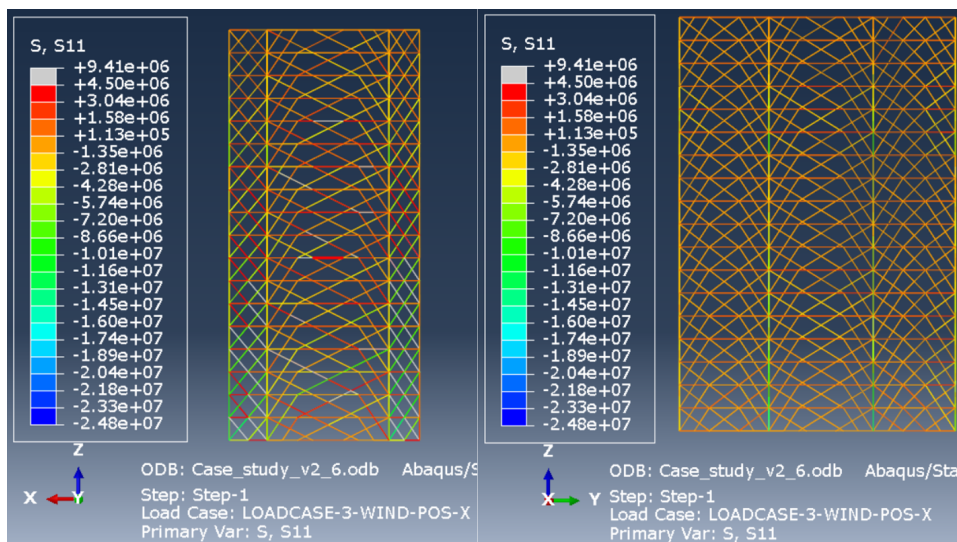 S, S11
+9.41e+06
+4.50e+06
+3.04e+06
+1.58e+06
+1.13e+05
-1.35e+06
-2.81e+06
-4.28e+06
-5.74e+06
-7.20e+06
-8.66e+06
-1.01e+07
-1.16e+07
-1.31e+07
-1.45e+07
-1.60e+07
-1.74e+07
-1.89e+07
-2.04e+07
-2.18e+07
-2.33e+07
-2.48e+07
Z
X
Y
ODB: Case_study_v2_6.odb Abaqus/S
Step: Step-1
Load Case: LOADCASE-3-WIND-POS-X
Primary Var: S, S11
S, S11
+9.41e+06
+4.50e+06
+3.04e+06
+1.58e+06
+1.13e+05
-1.35e+06
-2.81e+06
-4.28e+06
-5.74e+06
-7.20e+06
-8.66e+06
-1.01e+07
-1.16e+07
-1.31e+07
-1.45e+07
-1.60e+07
-1.74e+07
-1.89e+07
-2.04e+07
-2.18e+07
-2.33e+07
-2.48e+07
Z
X
Y
ODB: Case_study_v2_6.odb Abaqus/Sta
Step: Step-1
Load Case: LOADCASE-3-WIND-POS-X
Primary Var: S, S11